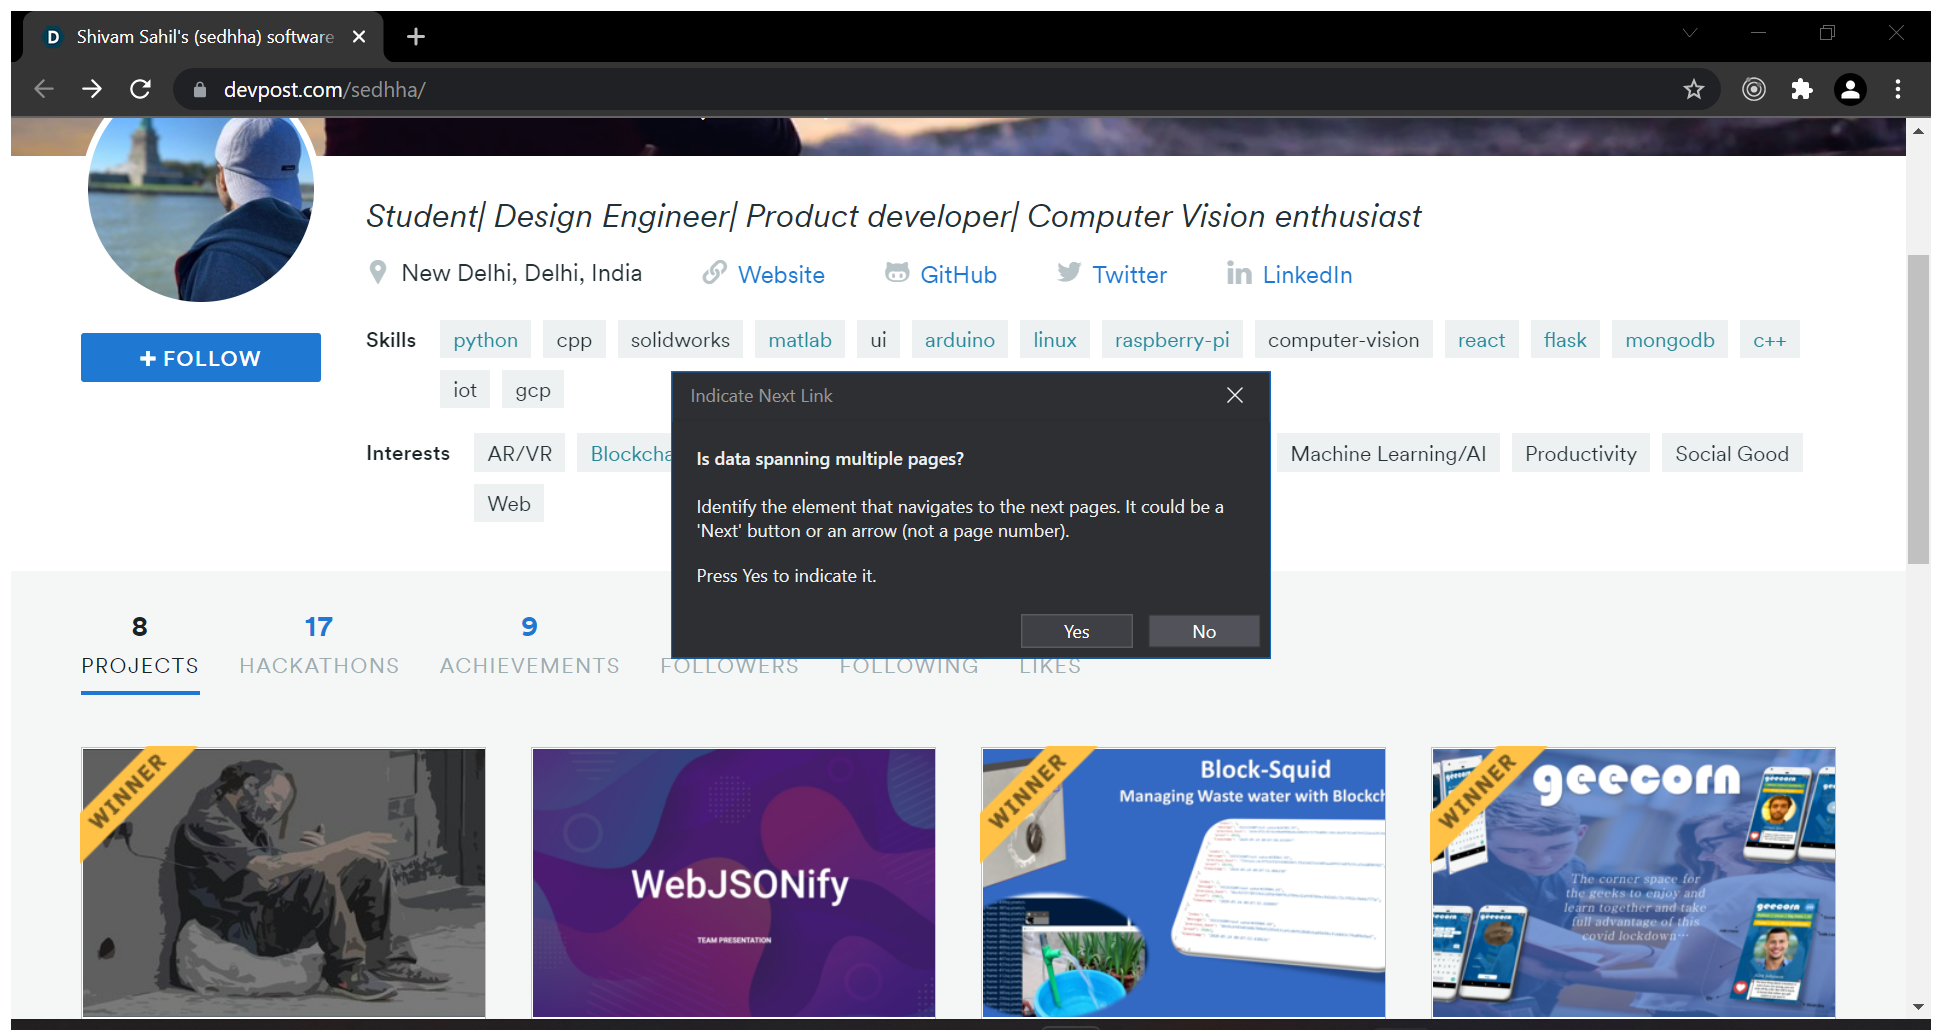 D Shivam Sahil's (sedhha) software
devpost.com/sedhha/
Student| Design Engineer| Product developer| Computer Vision enthusiast
New Delhi, Delhi, India Website GitHub Twitter LinkedIn
+ FOLLOW
Skills python cpp solidworks matlab ui arduino linux raspberry-pi computer-vision react flask mongodb c++
iot gcp
Interests AR/VR Blockcha Machine Learning/AI Productivity Social Good
Web
Indicate Next Link
Is data spanning multiple pages?
Identify the element that navigates to the next pages. It could be a
'Next' button or an arrow (not a page number).
Press Yes to indicate it.
Yes No
8 17 9
PROJECTS HACKATHONS ACHIEVEMENTS FOLLOWERS FOLLOWING LIKES
WINNER
WebJSONify
TEAM PRESENTATION
WINNER
Block-Squid
Managing Waste water with Blockch
WINNER
geecorn
The corner space for
the geeks to enjoy and
learn together and take
full advantage of this
covid lockdown...
geecorn
geecorn